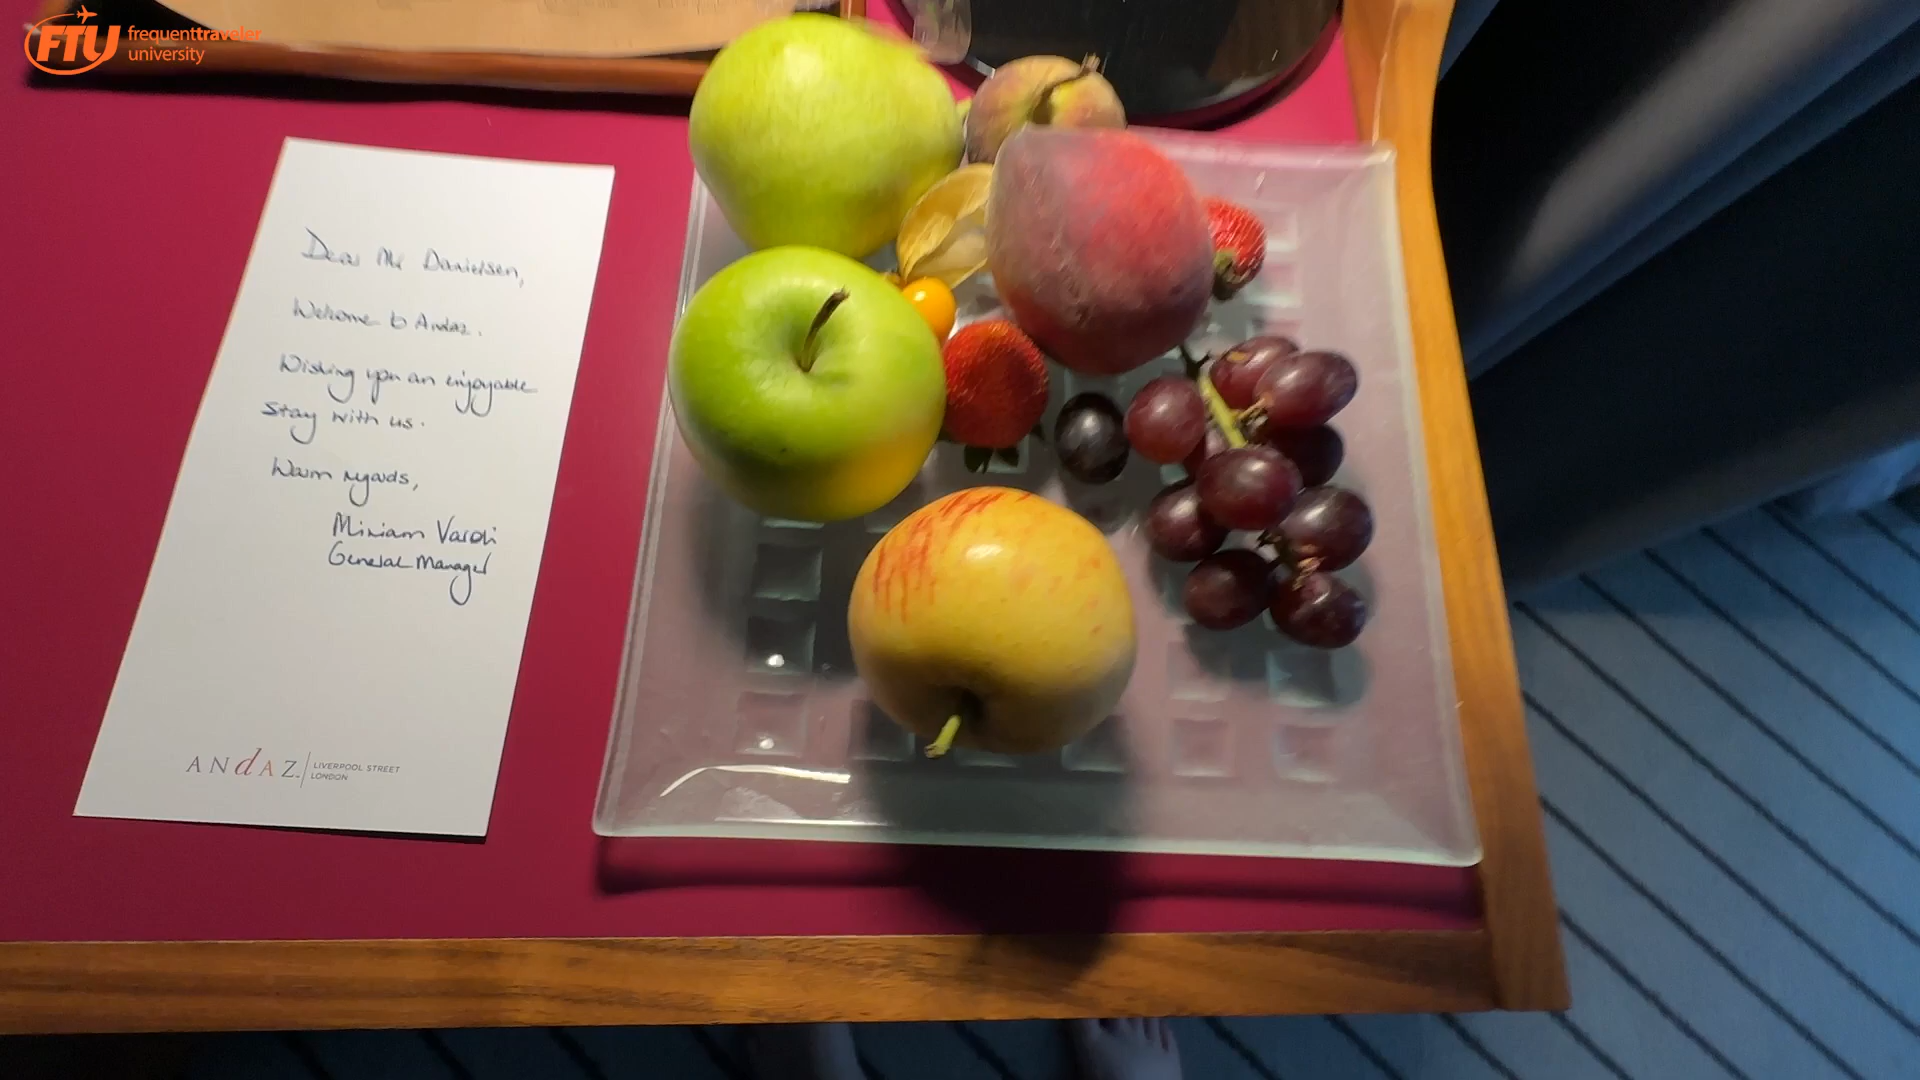 FTU frequenttraveler
university
Dear Mr Danielsen,
Welcome to Andaz.
Wishing you an enjoyable
stay with us.
Warm regards,
Miriam Varoli
General Manager
ANdAZ LIVERPOOL STREET
LONDON